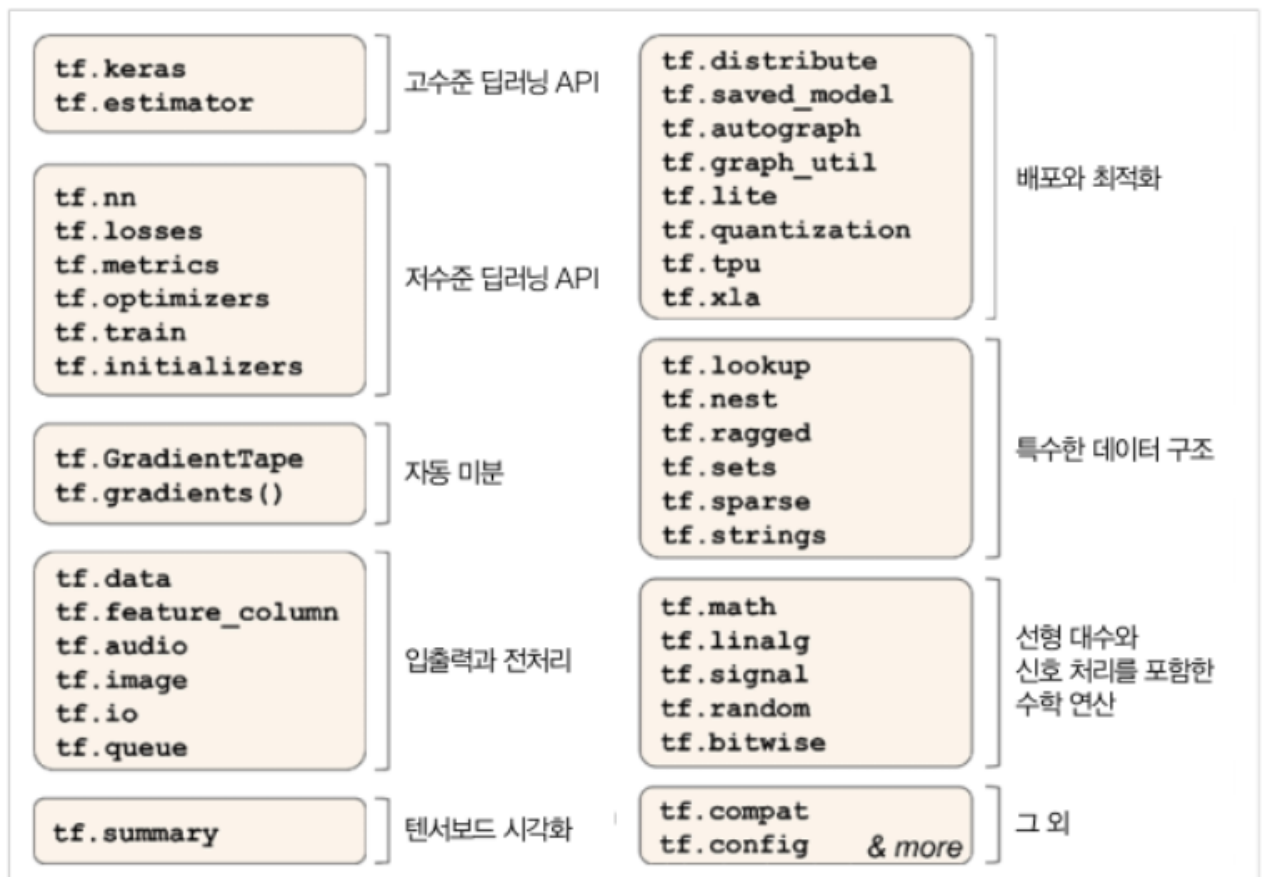 tf.keras
tf.estimator
고수준 딥러닝 API
tf.nn
tf.losses
tf.metrics
tf.optimizers
tf.train
tf.initializers
저수준 딥러닝 API
tf.GradientTape
tf.gradients()
자동 미분
tf.data
tf.feature_column
tf.audio
tf.image
tf.io
tf.queue
입출력과 전처리
tf.summary
텐서보드 시각화
tf.distribute
tf.saved_model
tf.autograph
tf.graph_util
tf.lite
tf.quantization
tf.tpu
tf.xla
배포와 최적화
tf.lookup
tf.nest
tf.ragged
tf.sets
tf.sparse
tf.strings
특수한 데이터 구조
tf.math
tf.linalg
tf.signal
tf.random
tf.bitwise
선형 대수와
신호 처리를 포함한
수학 연산
tf.compat
tf.config & more
그 외